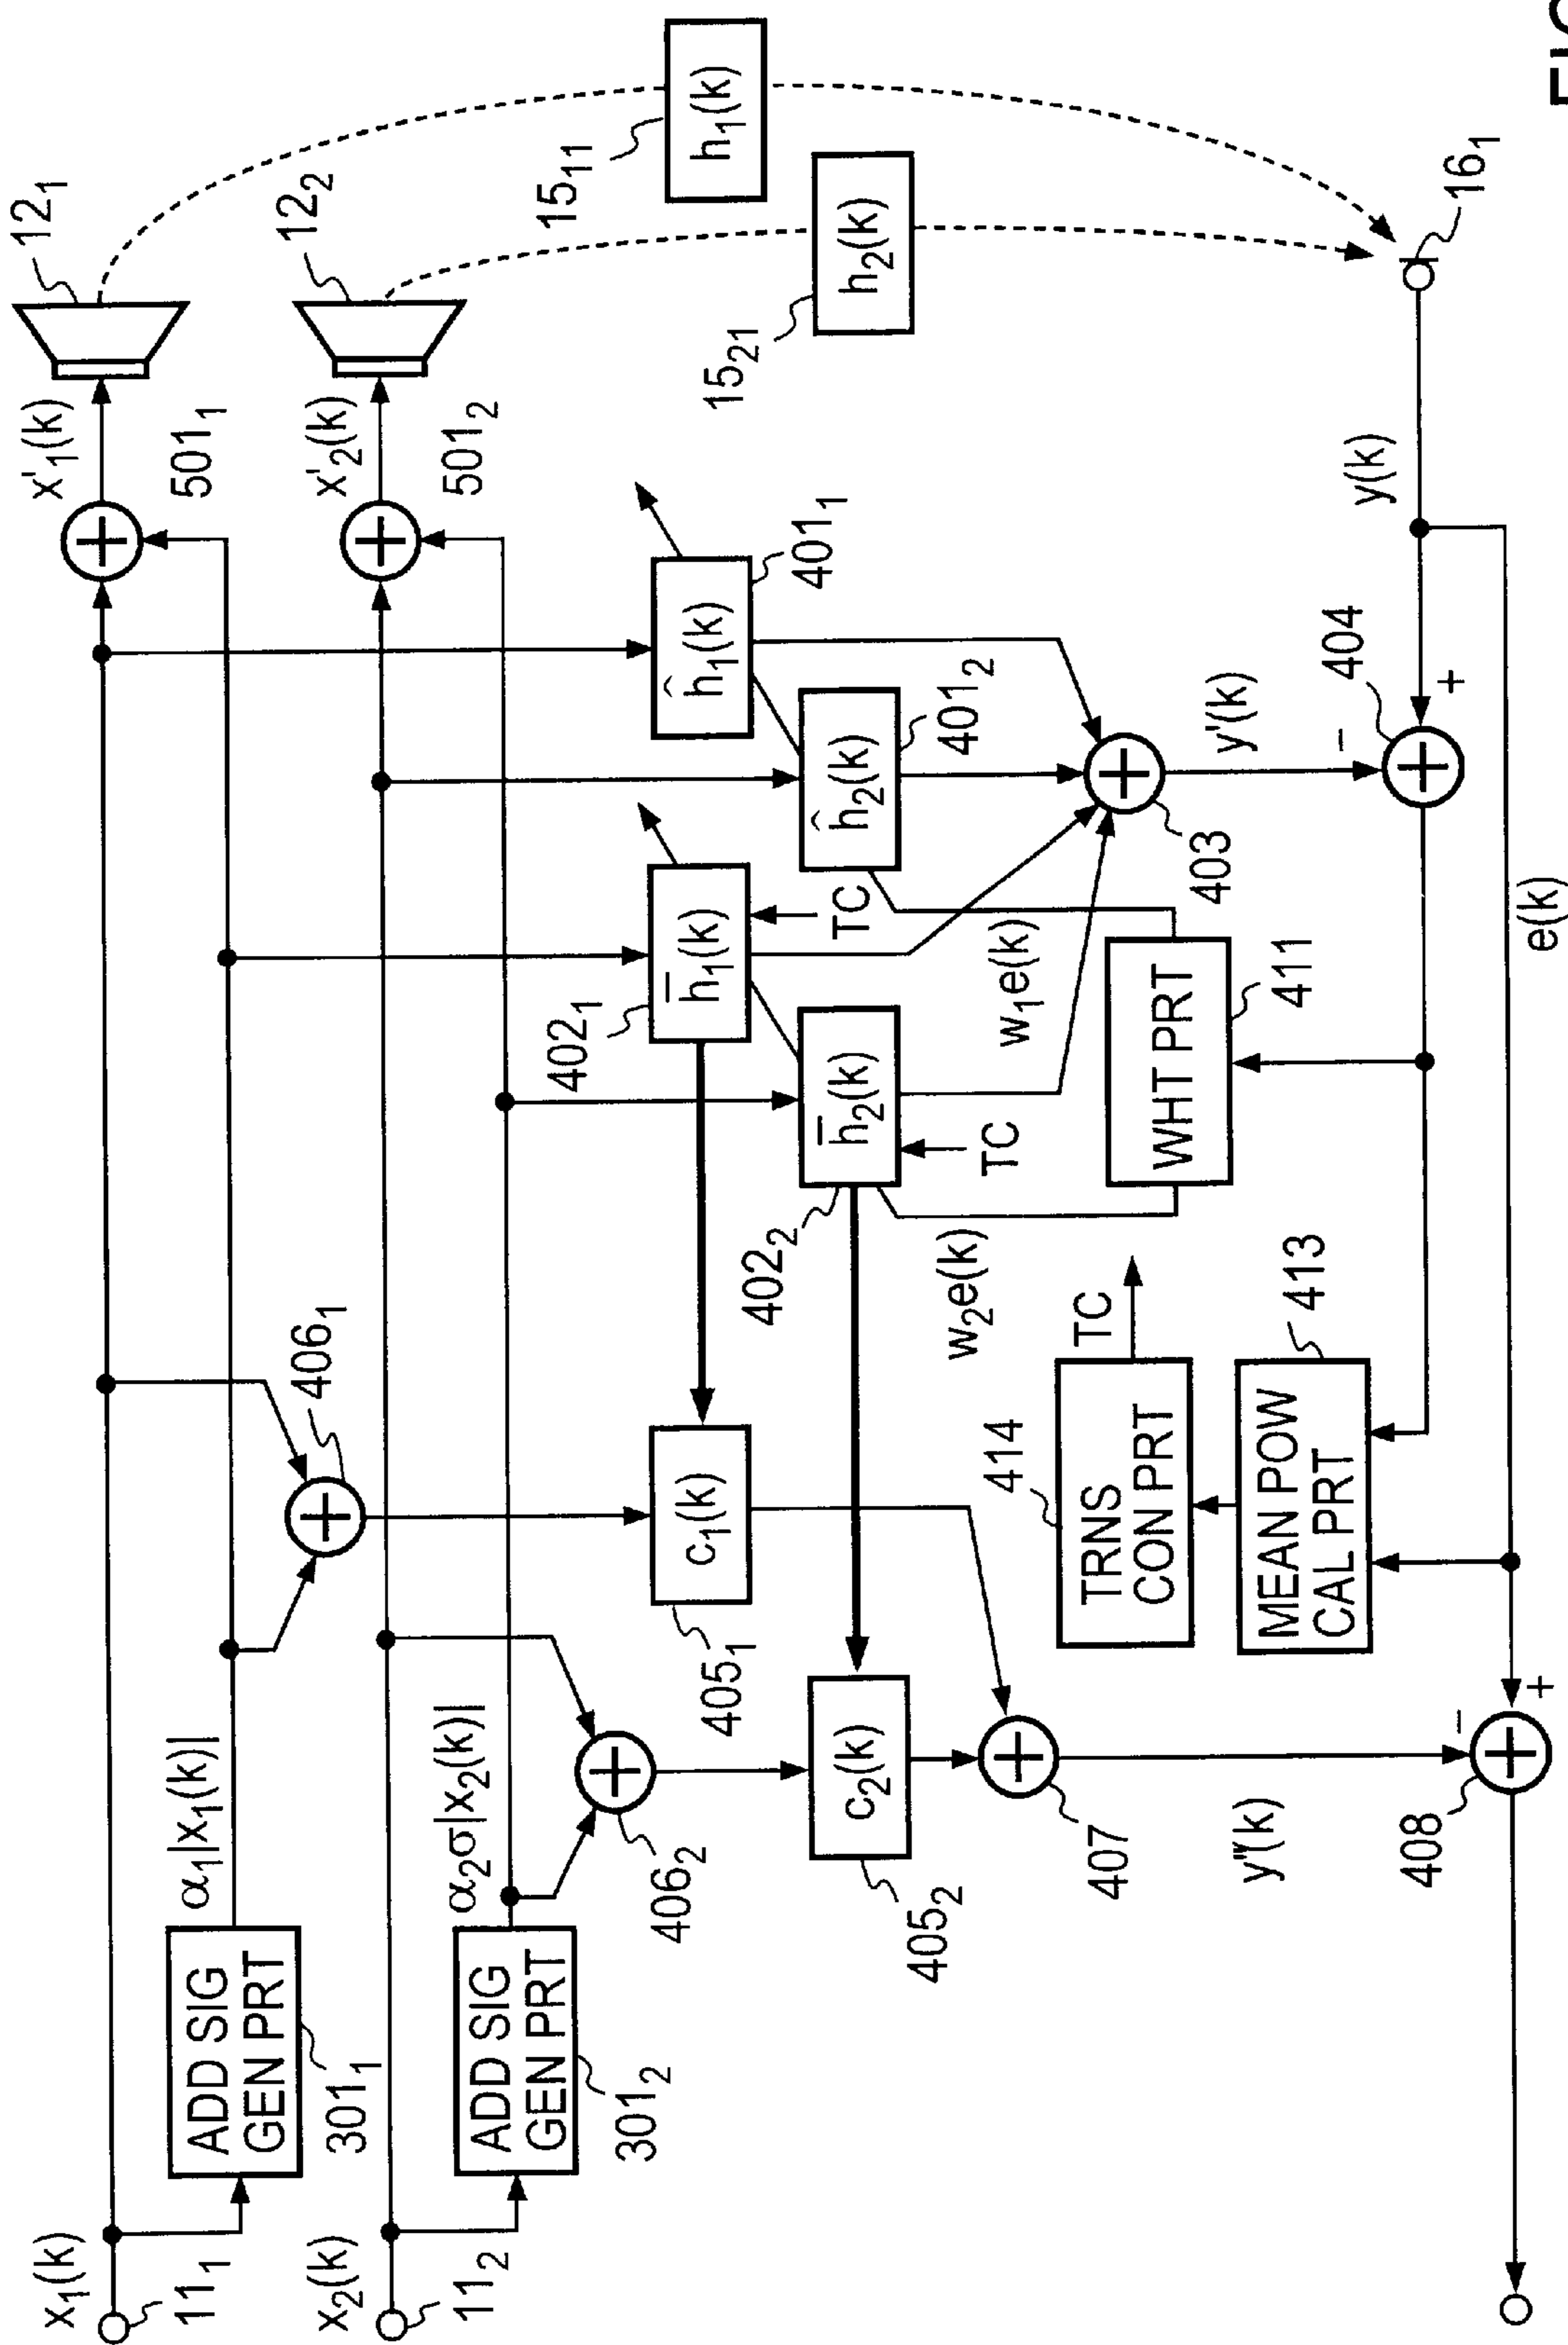 x₁(k)
11₁
ADD SIG
GEN PRT
301₁
α₁|x₁(k)|
406₁
x'₁(k)
501₁
12₁
x₂(k)
11₂
ADD SIG
GEN PRT
301₂
α₂σ|x₂(k)|
406₂
x'₂(k)
501₂
12₂
c₁(k)
405₁
402₁
h̄₁(k)
TC
ĥ₁(k)
401₁
15₁₁
h₁(k)
c₂(k)
405₂
402₂
h̄₂(k)
TC
ĥ₂(k)
401₂
15₂₁
h₂(k)
407
w₂e(k)
w₁e(k)
403
414
TRNS
CON PRT
TC
WHT PRT
411
MEAN POW
CAL PRT
413
y"(k)
y'(k)
408
−
+
404
−
+
y(k)
16₁
e(k)